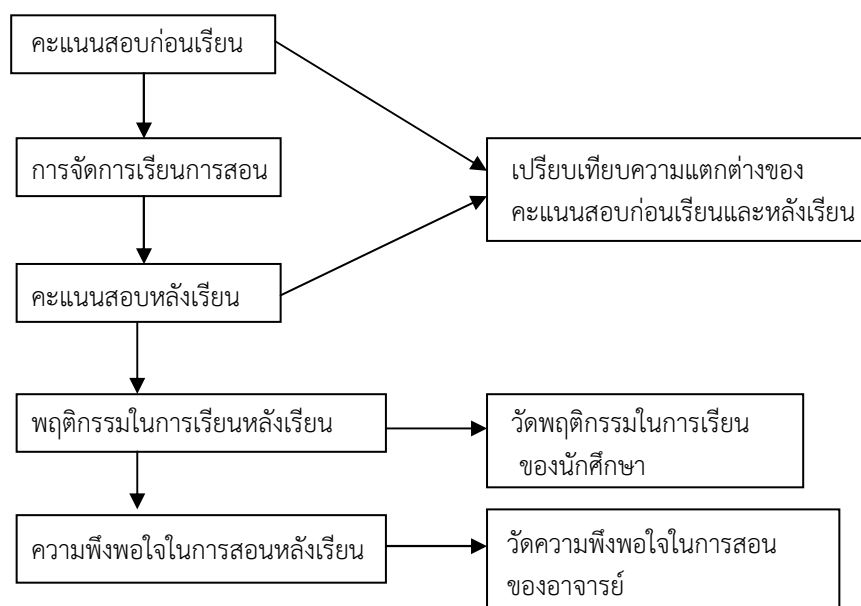 คะแนนสอบก่อนเรียน
การจัดการเรียนการสอน
เปรียบเทียบความแตกต่างของ
คะแนนสอบก่อนเรียนและหลังเรียน
คะแนนสอบหลังเรียน
พฤติกรรมในการเรียนหลังเรียน
วัดพฤติกรรมในการเรียน
ของนักศึกษา
ความพึงพอใจในการสอนหลังเรียน
วัดความพึงพอใจในการสอน
ของอาจารย์